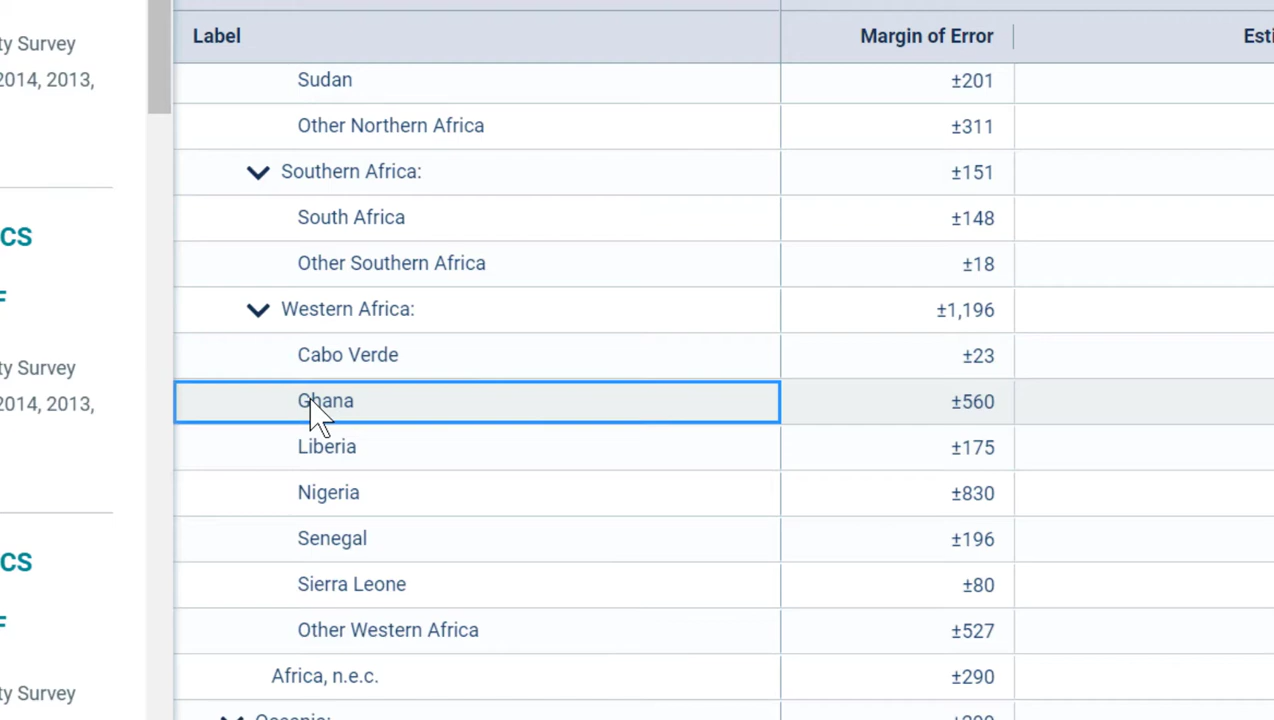 Label Margin of Error Esti
Sudan ±201
Other Northern Africa ±311
Southern Africa: ±151
South Africa ±148
Other Southern Africa ±18
Western Africa: ±1,196
Cabo Verde ±23
Ghana ±560
Liberia ±175
Nigeria ±830
Senegal ±196
Sierra Leone ±80
Other Western Africa ±527
Africa, n.e.c. ±290
Oceania:
ty Survey
2014, 2013,
CS
F
ty Survey
2014, 2013,
CS
F
ty Survey